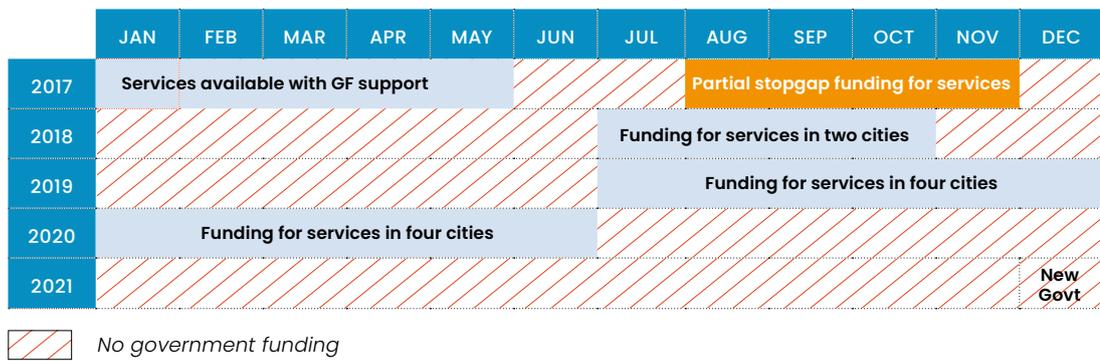 JAN FEB MAR APR MAY JUN JUL AUG SEP OCT NOV DEC
2017 Services available with GF support Partial stopgap funding for services
2018 Funding for services in two cities
2019 Funding for services in four cities
2020 Funding for services in four cities
2021 New
Govt
No government funding